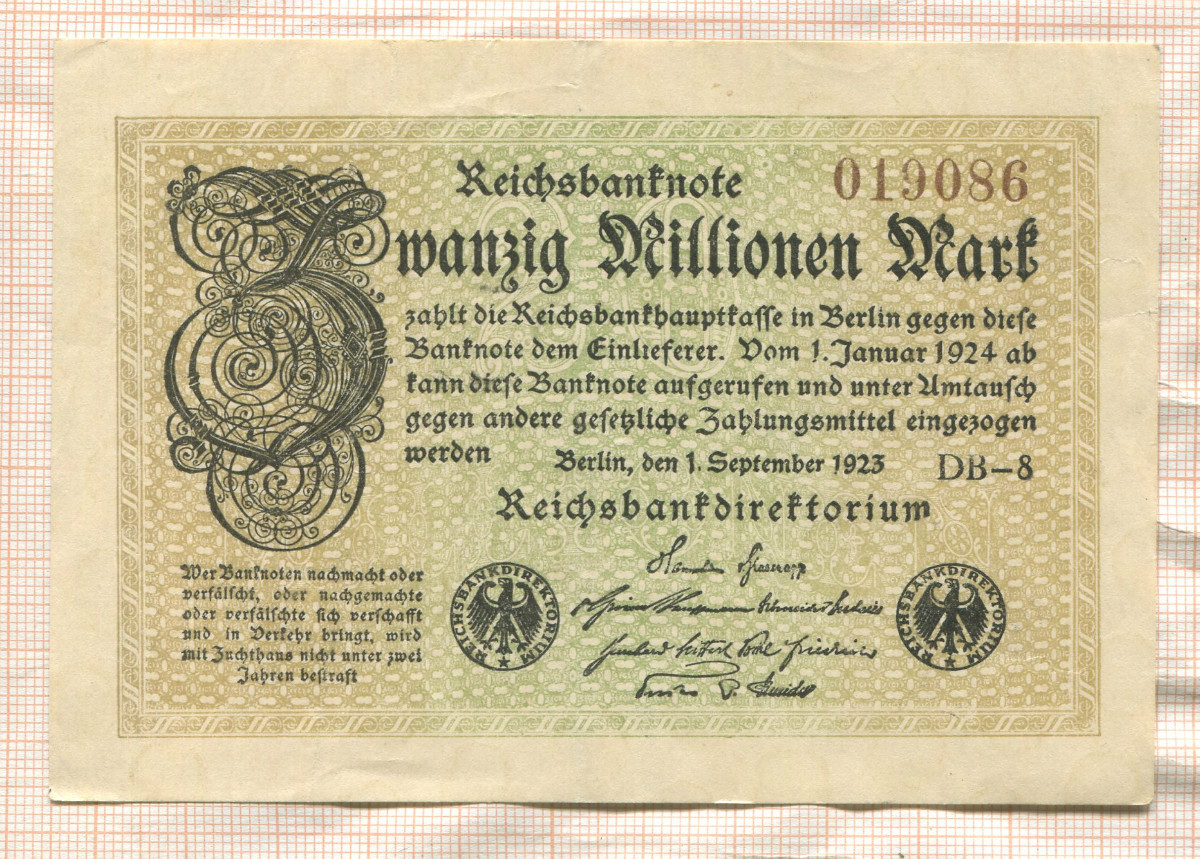 Reichsbanknote
019086
Zwanzig Millionen Mark
zahlt die Reichsbankhauptkasse in Berlin gegen diese
Banknote dem Einlieferer. Vom 1. Januar 1924 ab
kann diese Banknote aufgerufen und unter Umtausch
gegen andere gesetzliche Zahlungsmittel eingezogen
werden
Berlin, den 1. September 1923
DB-8
Reichsbankdirektorium
Wer Banknoten nachmacht oder
verfälscht, oder nachgemachte
oder verfälschte sich verschafft
und in Verkehr bringt, wird
mit Zuchthaus nicht unter zwei
Jahren bestraft
REICHSBANKDIREKTORIUM
REICHSBANKDIREKTORIUM